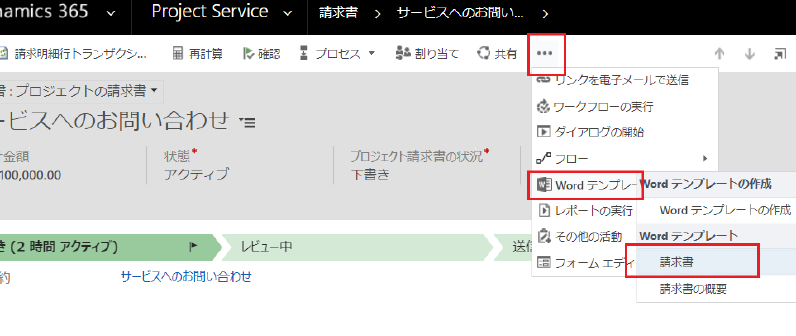 namics 365 Project Service 請求書 > サービスへのお問い... >
請求明細行トランザクシ... 再計算 確認 プロセス 割り当て 共有 ...
リンクを電子メールで送信
書 : プロジェクトの請求書
ワークフローの実行
ービスへのお問い合わせ
ダイアログの開始
計金額 状態* プロジェクト請求書の状況*
フロー
100,000.00 アクティブ 下書き
Word テンプレー Word テンプレートの作成
レポートの実行 Word テンプレートの作成
その他の活動 Word テンプレート
き (2 時間 アクティブ) レビュー中 送信
フォーム エディ 請求書
約 サービスへのお問い合わせ
請求書の概要